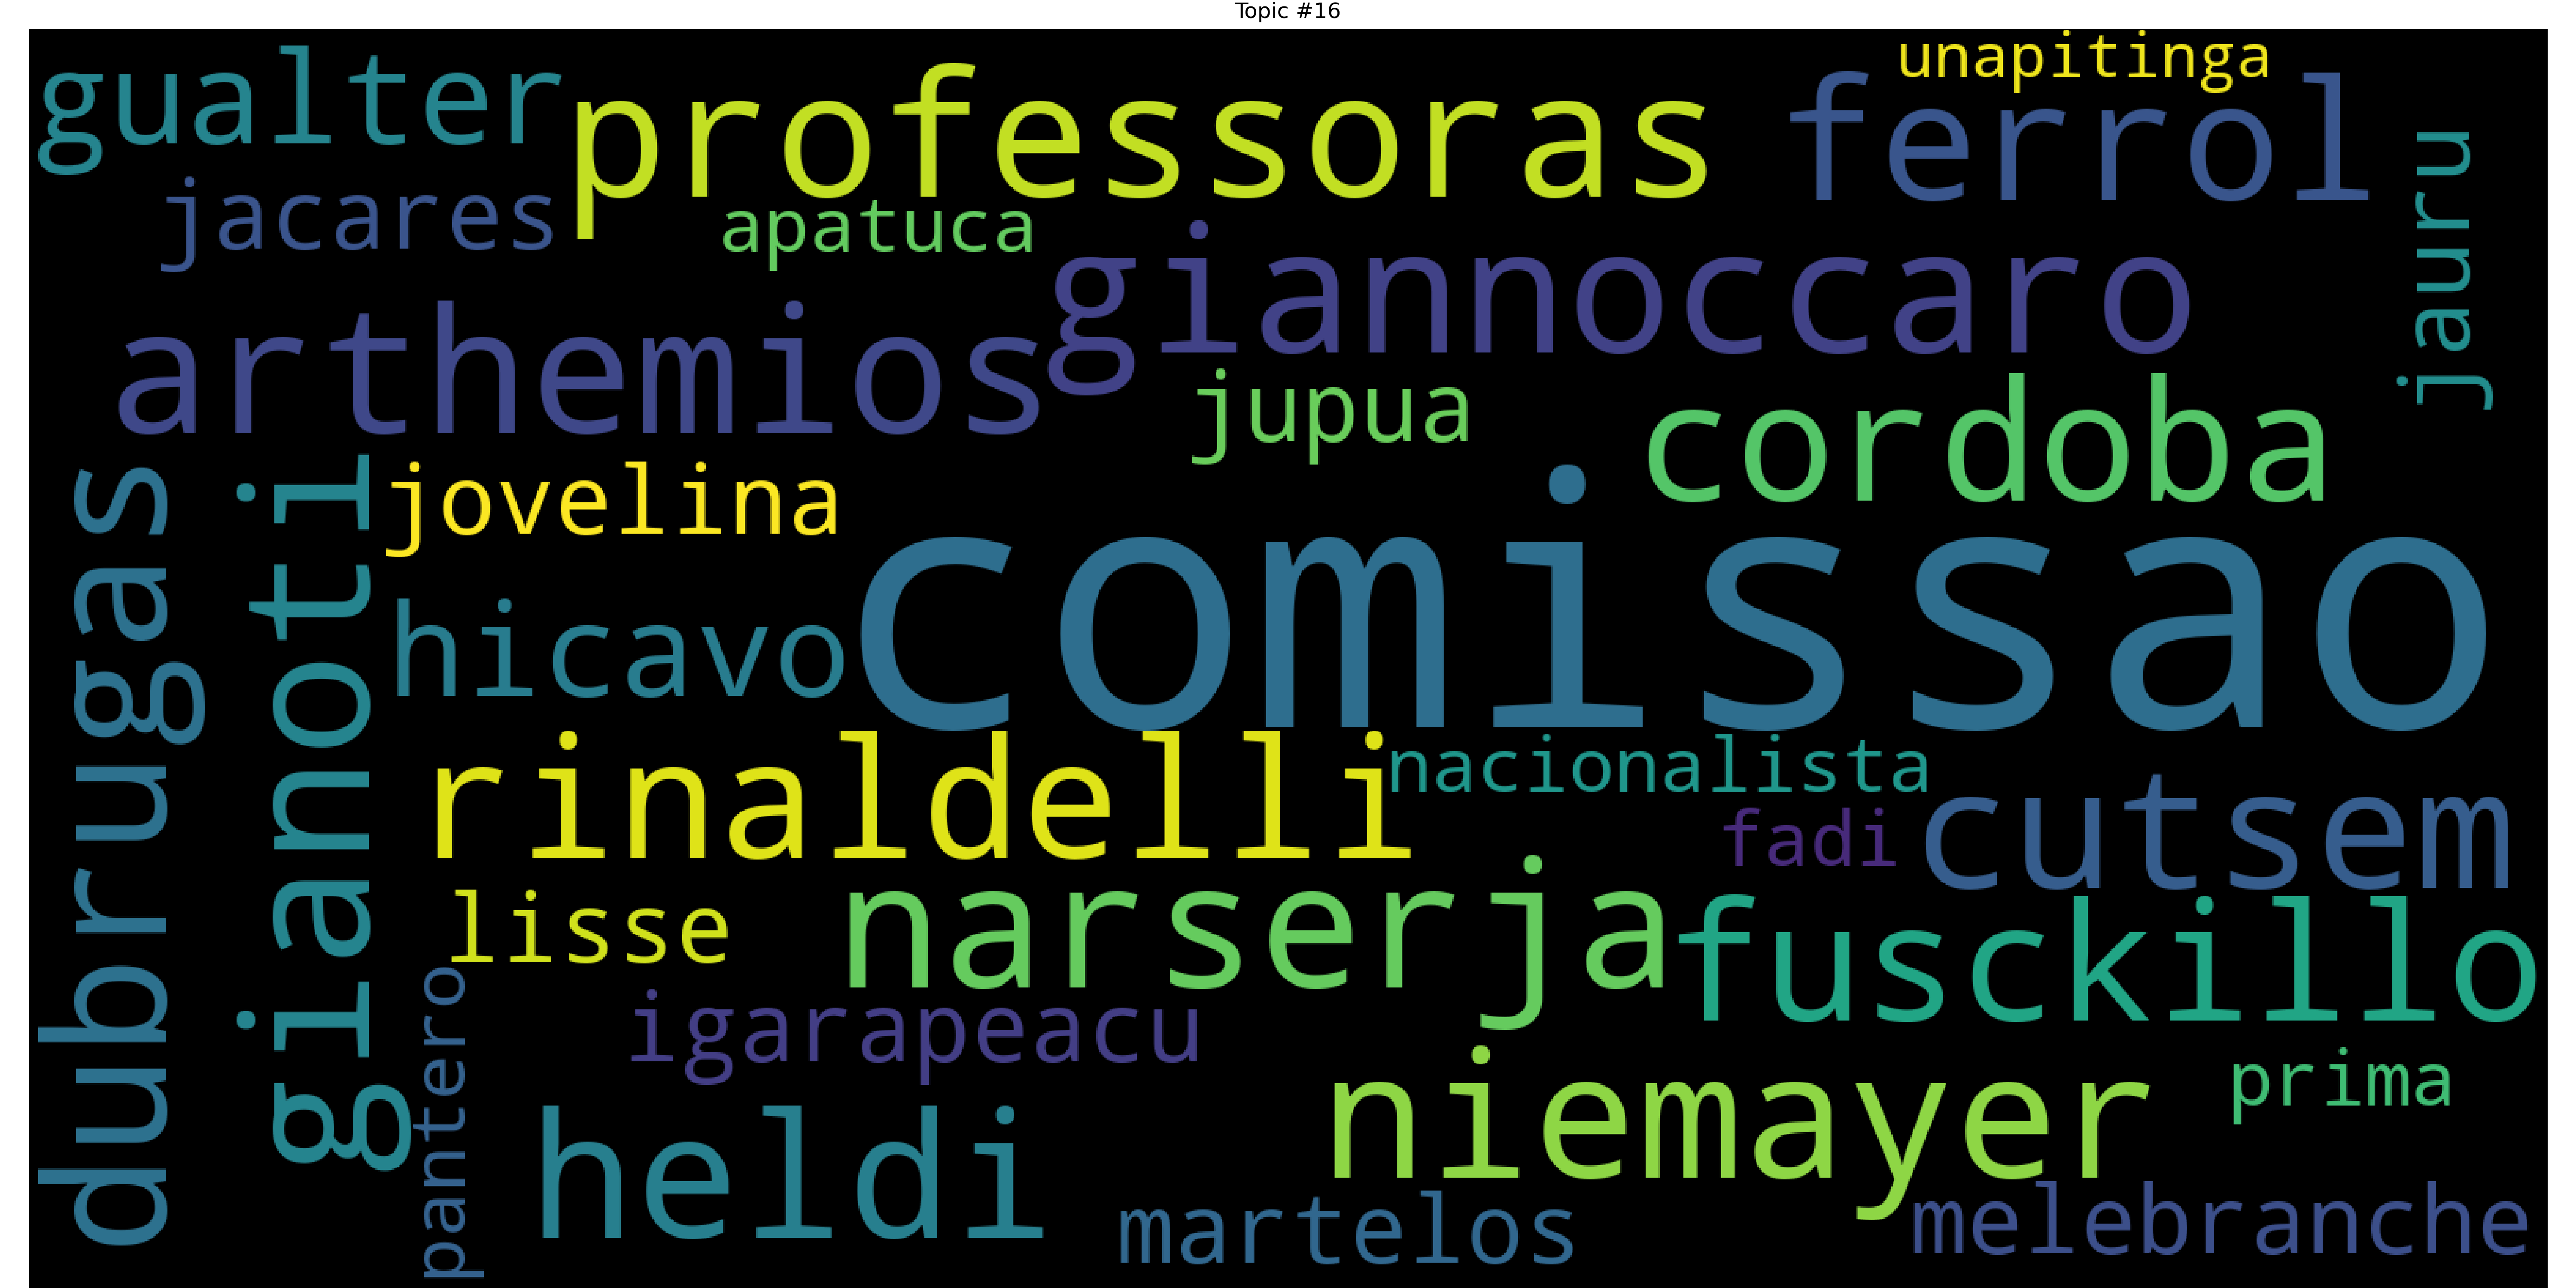 Topic #16
unapitinga
gualter
professoras
ferrol
jauru
jacares
apatuca
giannoccaro
arthemios
jupua
cordoba
jovelina
comissao
dubrugas
gianoti
hicavo
rinaldelli
nacionalista
fadi
cutsem
lisse
narserja
fusckillo
pantero
igarapeacu
niemayer
prima
heldi
martelos
melebranche